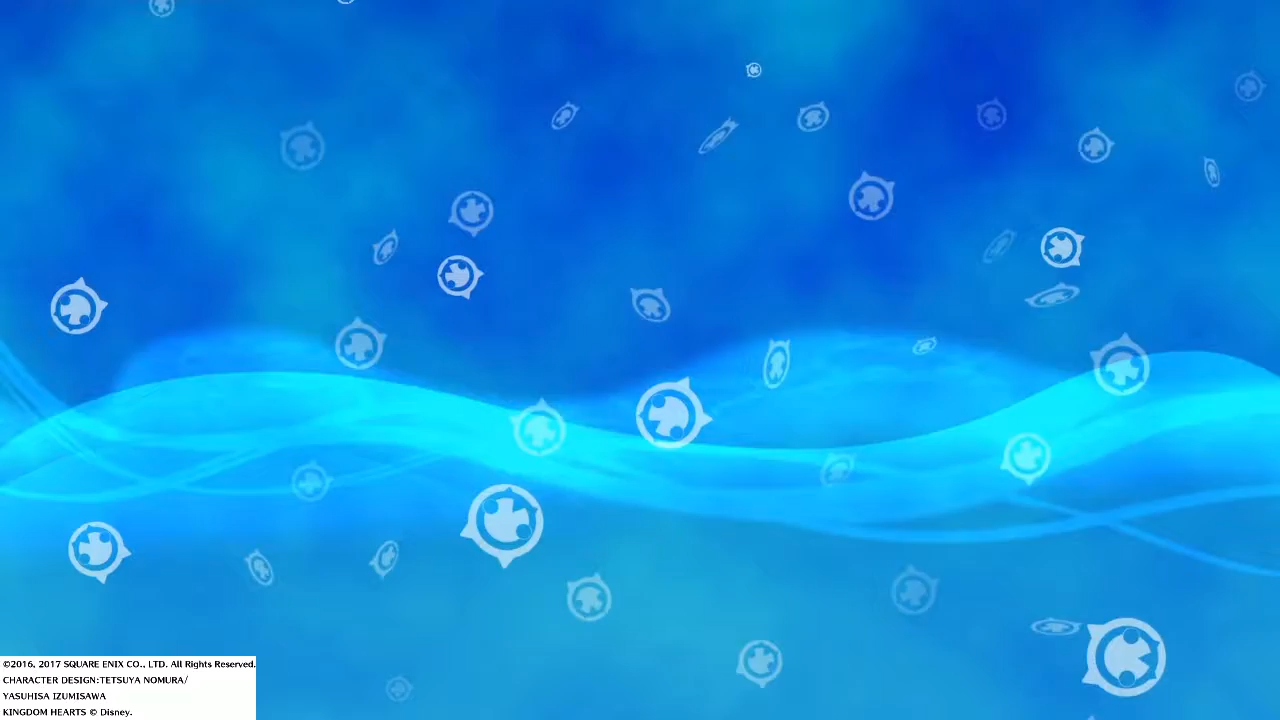 ©2016, 2017 SQUARE ENIX CO., LTD. All Rights Reserved.
CHARACTER DESIGN:TETSUYA NOMURA/
YASUHISA IZUMISAWA
KINGDOM HEARTS © Disney.